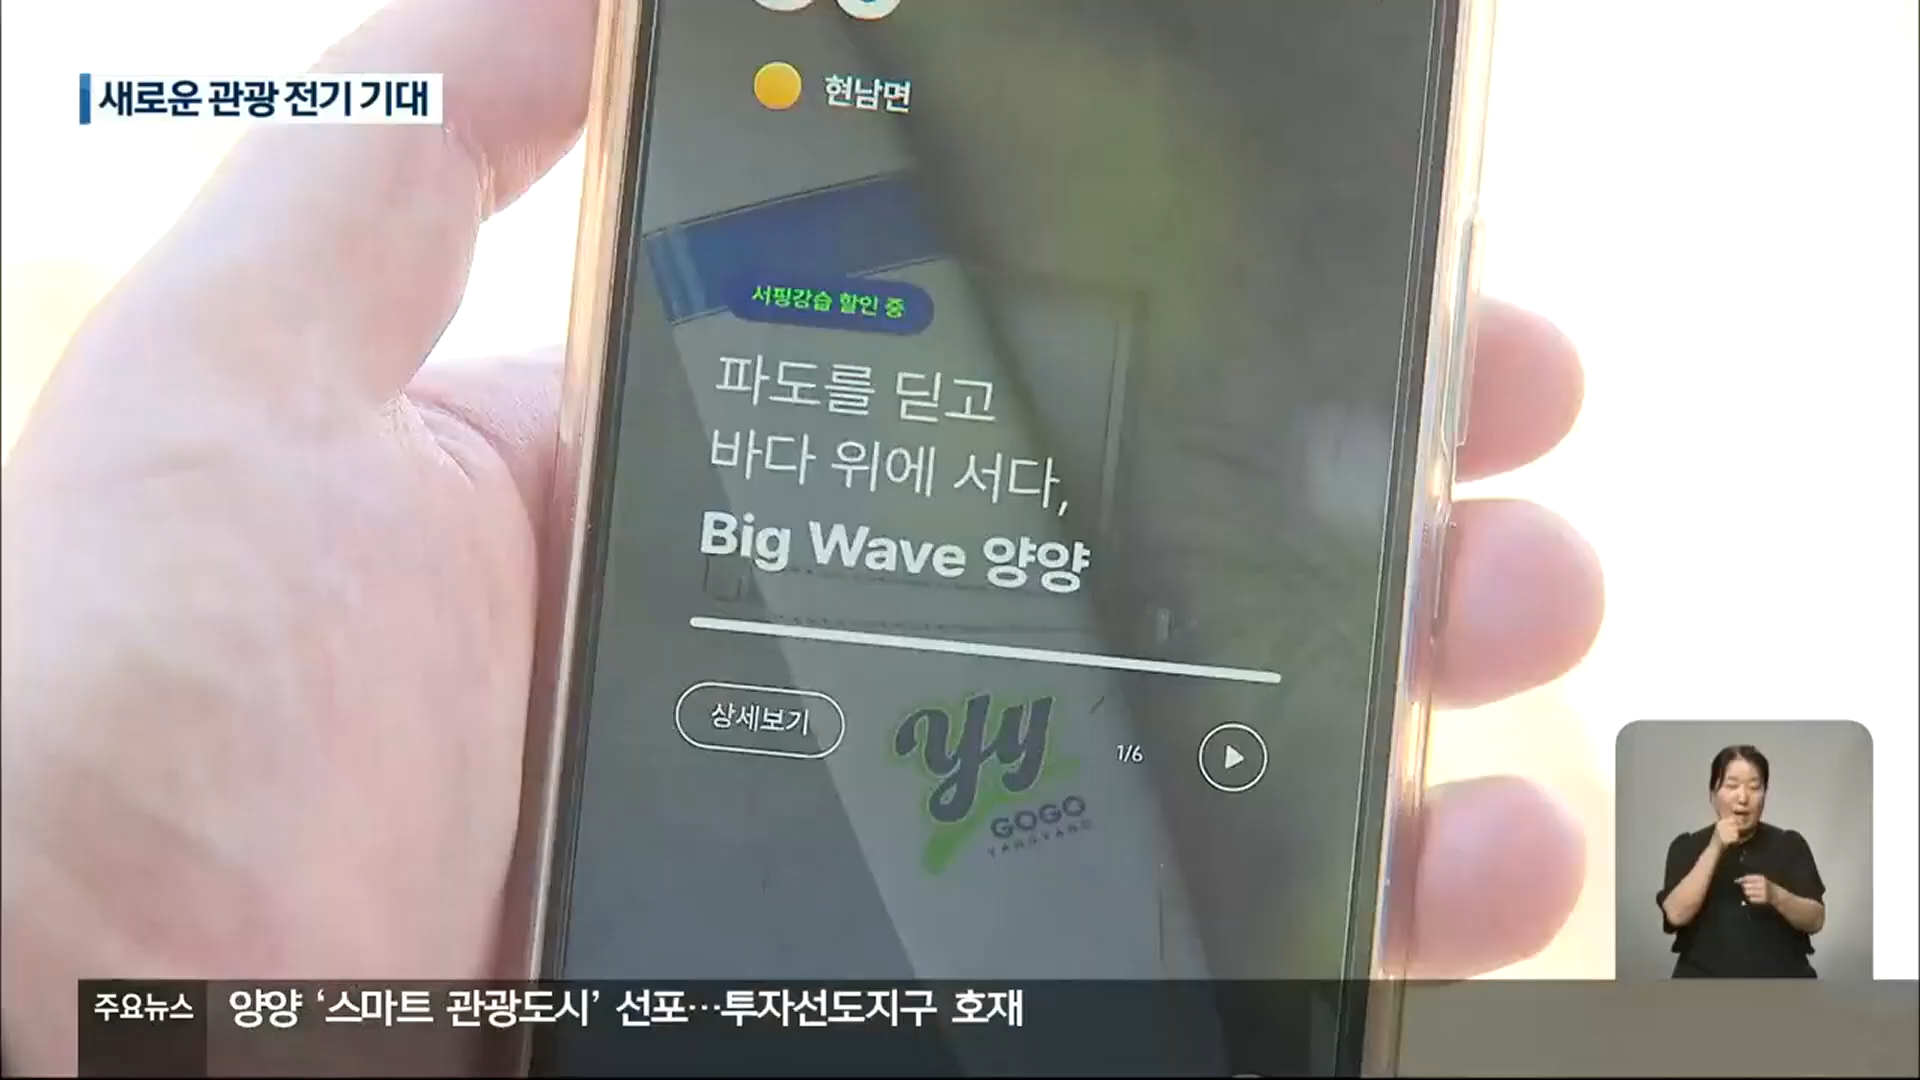 새로운 관광 전기 기대
현남면
서핑강습 할인 중
파도를 딛고
바다 위에 서다,
Big Wave 양양
상세보기
1/6
yy
GOGO
YANGYANG
주요뉴스 양양 ‘스마트 관광도시’ 선포…투자선도지구 호재